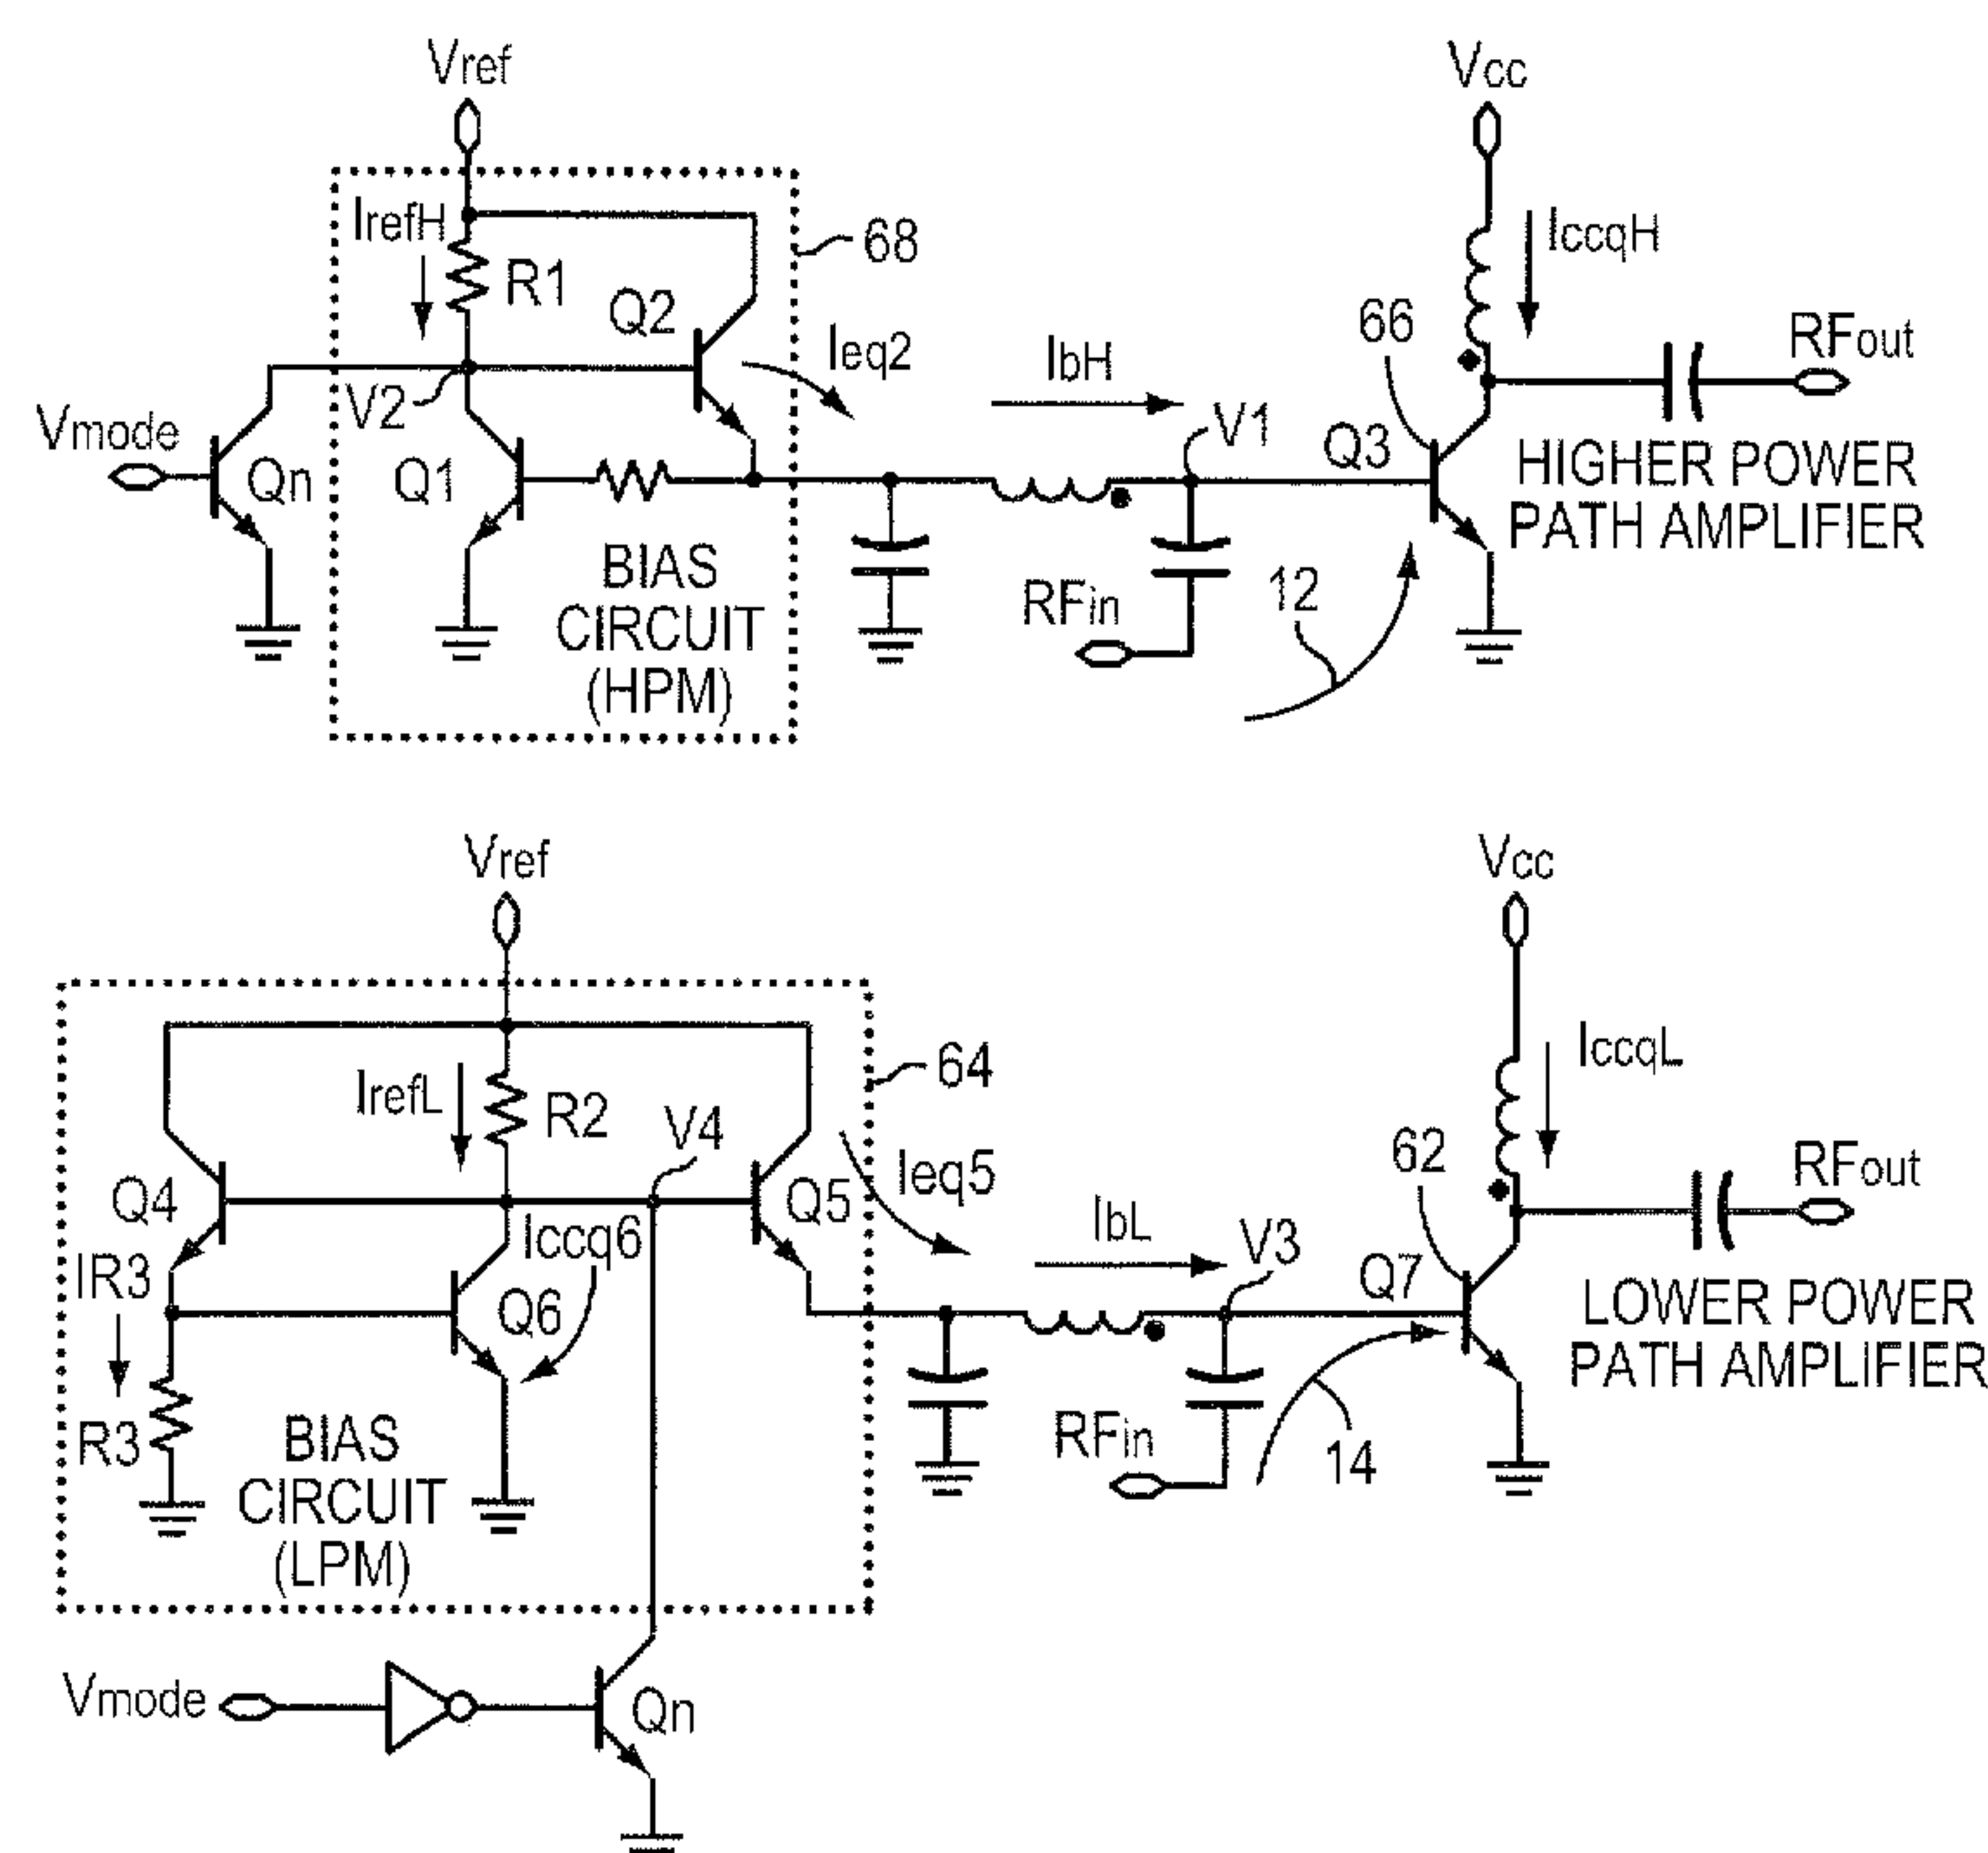 Vref
Vcc
IrefH
R1
68
IccqH
Q2
66
RFout
Ieq2
IbH
V2
V1
Vmode
Qn
Q1
Q3
HIGHER POWER
PATH AMPLIFIER
BIAS
CIRCUIT
(HPM)
RFin
12
Vref
Vcc
IrefL
R2
64
IccqL
V4
62
RFout
Q4
Q5
Ieq5
IbL
V3
IR3
Iccq6
Q6
Q7
LOWER POWER
PATH AMPLIFIER
R3
BIAS
CIRCUIT
(LPM)
RFin
14
Vmode
Qn